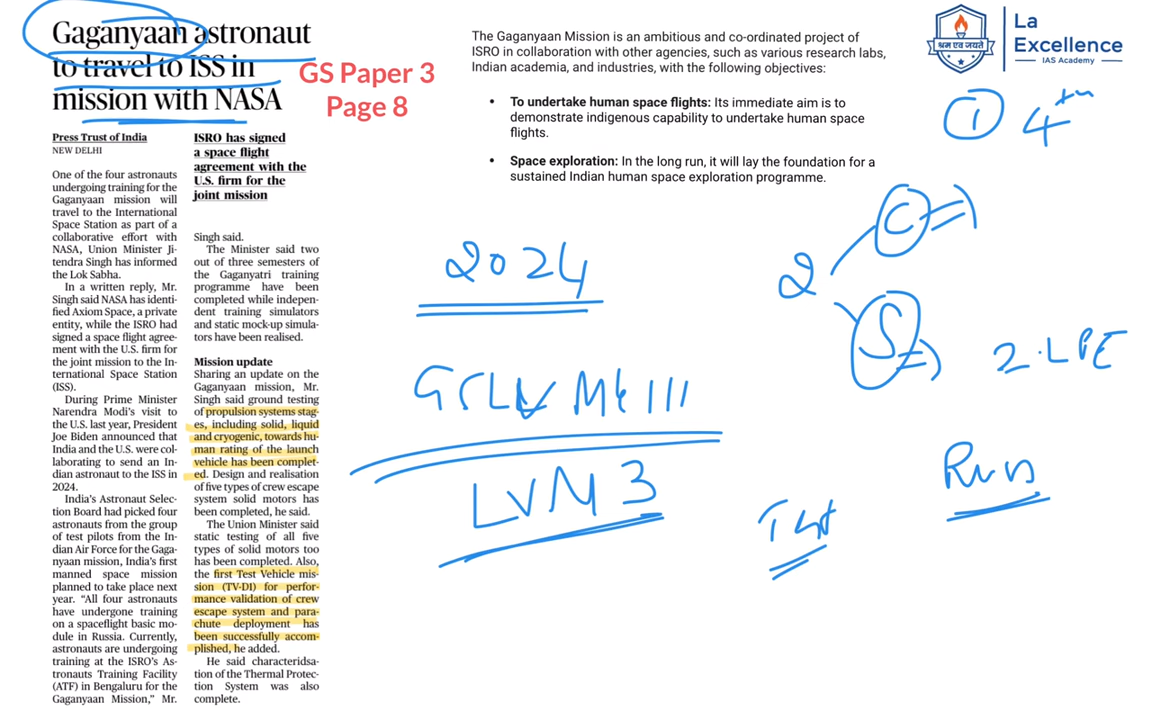 Gaganyaan astronaut
to travel to ISS in
mission with NASA
GS Paper 3
Page 8
Press Trust of India
NEW DELHI
One of the four astronauts
undergoing training for the
Gaganyaan mission will
travel to the International
Space Station as part of a
collaborative effort with
NASA, Union Minister Ji-
tendra Singh has informed
the Lok Sabha.
In a written reply, Mr.
Singh said NASA has identi-
fied Axiom Space, a private
entity, while the ISRO had
signed a space flight agree-
ment with the U.S. firm for
the joint mission to the In-
ternational Space Station
(ISS).
During Prime Minister
Narendra Modi's visit to
the U.S. last year, President
Joe Biden announced that
India and the U.S. were col-
laborating to send an In-
dian astronaut to the ISS in
2024.
India's Astronaut Selec-
tion Board had picked four
astronauts from the group
of test pilots from the In-
dian Air Force for the Gaga-
nyaan mission, India's first
manned space mission
planned to take place next
year. "All four astronauts
have undergone training
on a spaceflight basic mo-
dule in Russia. Currently,
astronauts are undergoing
training at the ISRO's As-
tronauts Training Facility
(ATF) in Bengaluru for the
Gaganyaan Mission," Mr.
ISRO has signed
a space flight
agreement with the
U.S. firm for the
joint mission
Singh said.
The Minister said two
out of three semesters of
the Gaganyatri training
programme have been
completed while indepen-
dent training simulators
and static mock-up simula-
tors have been realised.
Mission update
Sharing an update on the
Gaganyaan mission, Mr.
Singh said ground testing
of propulsion systems stag-
es, including solid, liquid
and cryogenic, towards hu-
man rating of the launch
vehicle has been complet-
ed. Design and realisation
of five types of crew escape
system solid motors has
been completed, he said.
The Union Minister said
static testing of all five
types of solid motors too
has been completed. Also,
the first Test Vehicle mis-
sion (TV-DI) for perfor-
mance validation of crew
escape system and para-
chute deployment has
been successfully accom-
plished, he added.
He said characteridsa-
tion of the Thermal Protec-
tion System was also
complete.
The Gaganyaan Mission is an ambitious and co-ordinated project of
ISRO in collaboration with other agencies, such as various research labs,
Indian academia, and industries, with the following objectives:
• To undertake human space flights: Its immediate aim is to
demonstrate indigenous capability to undertake human space
flights.
• Space exploration: In the long run, it will lay the foundation for a
sustained Indian human space exploration programme.
श्रम एव जयते
La
Excellence
IAS Academy
1 4th
2 C
S 2.LPE
2024
GSLV Mk III
LVM 3
Test
Run